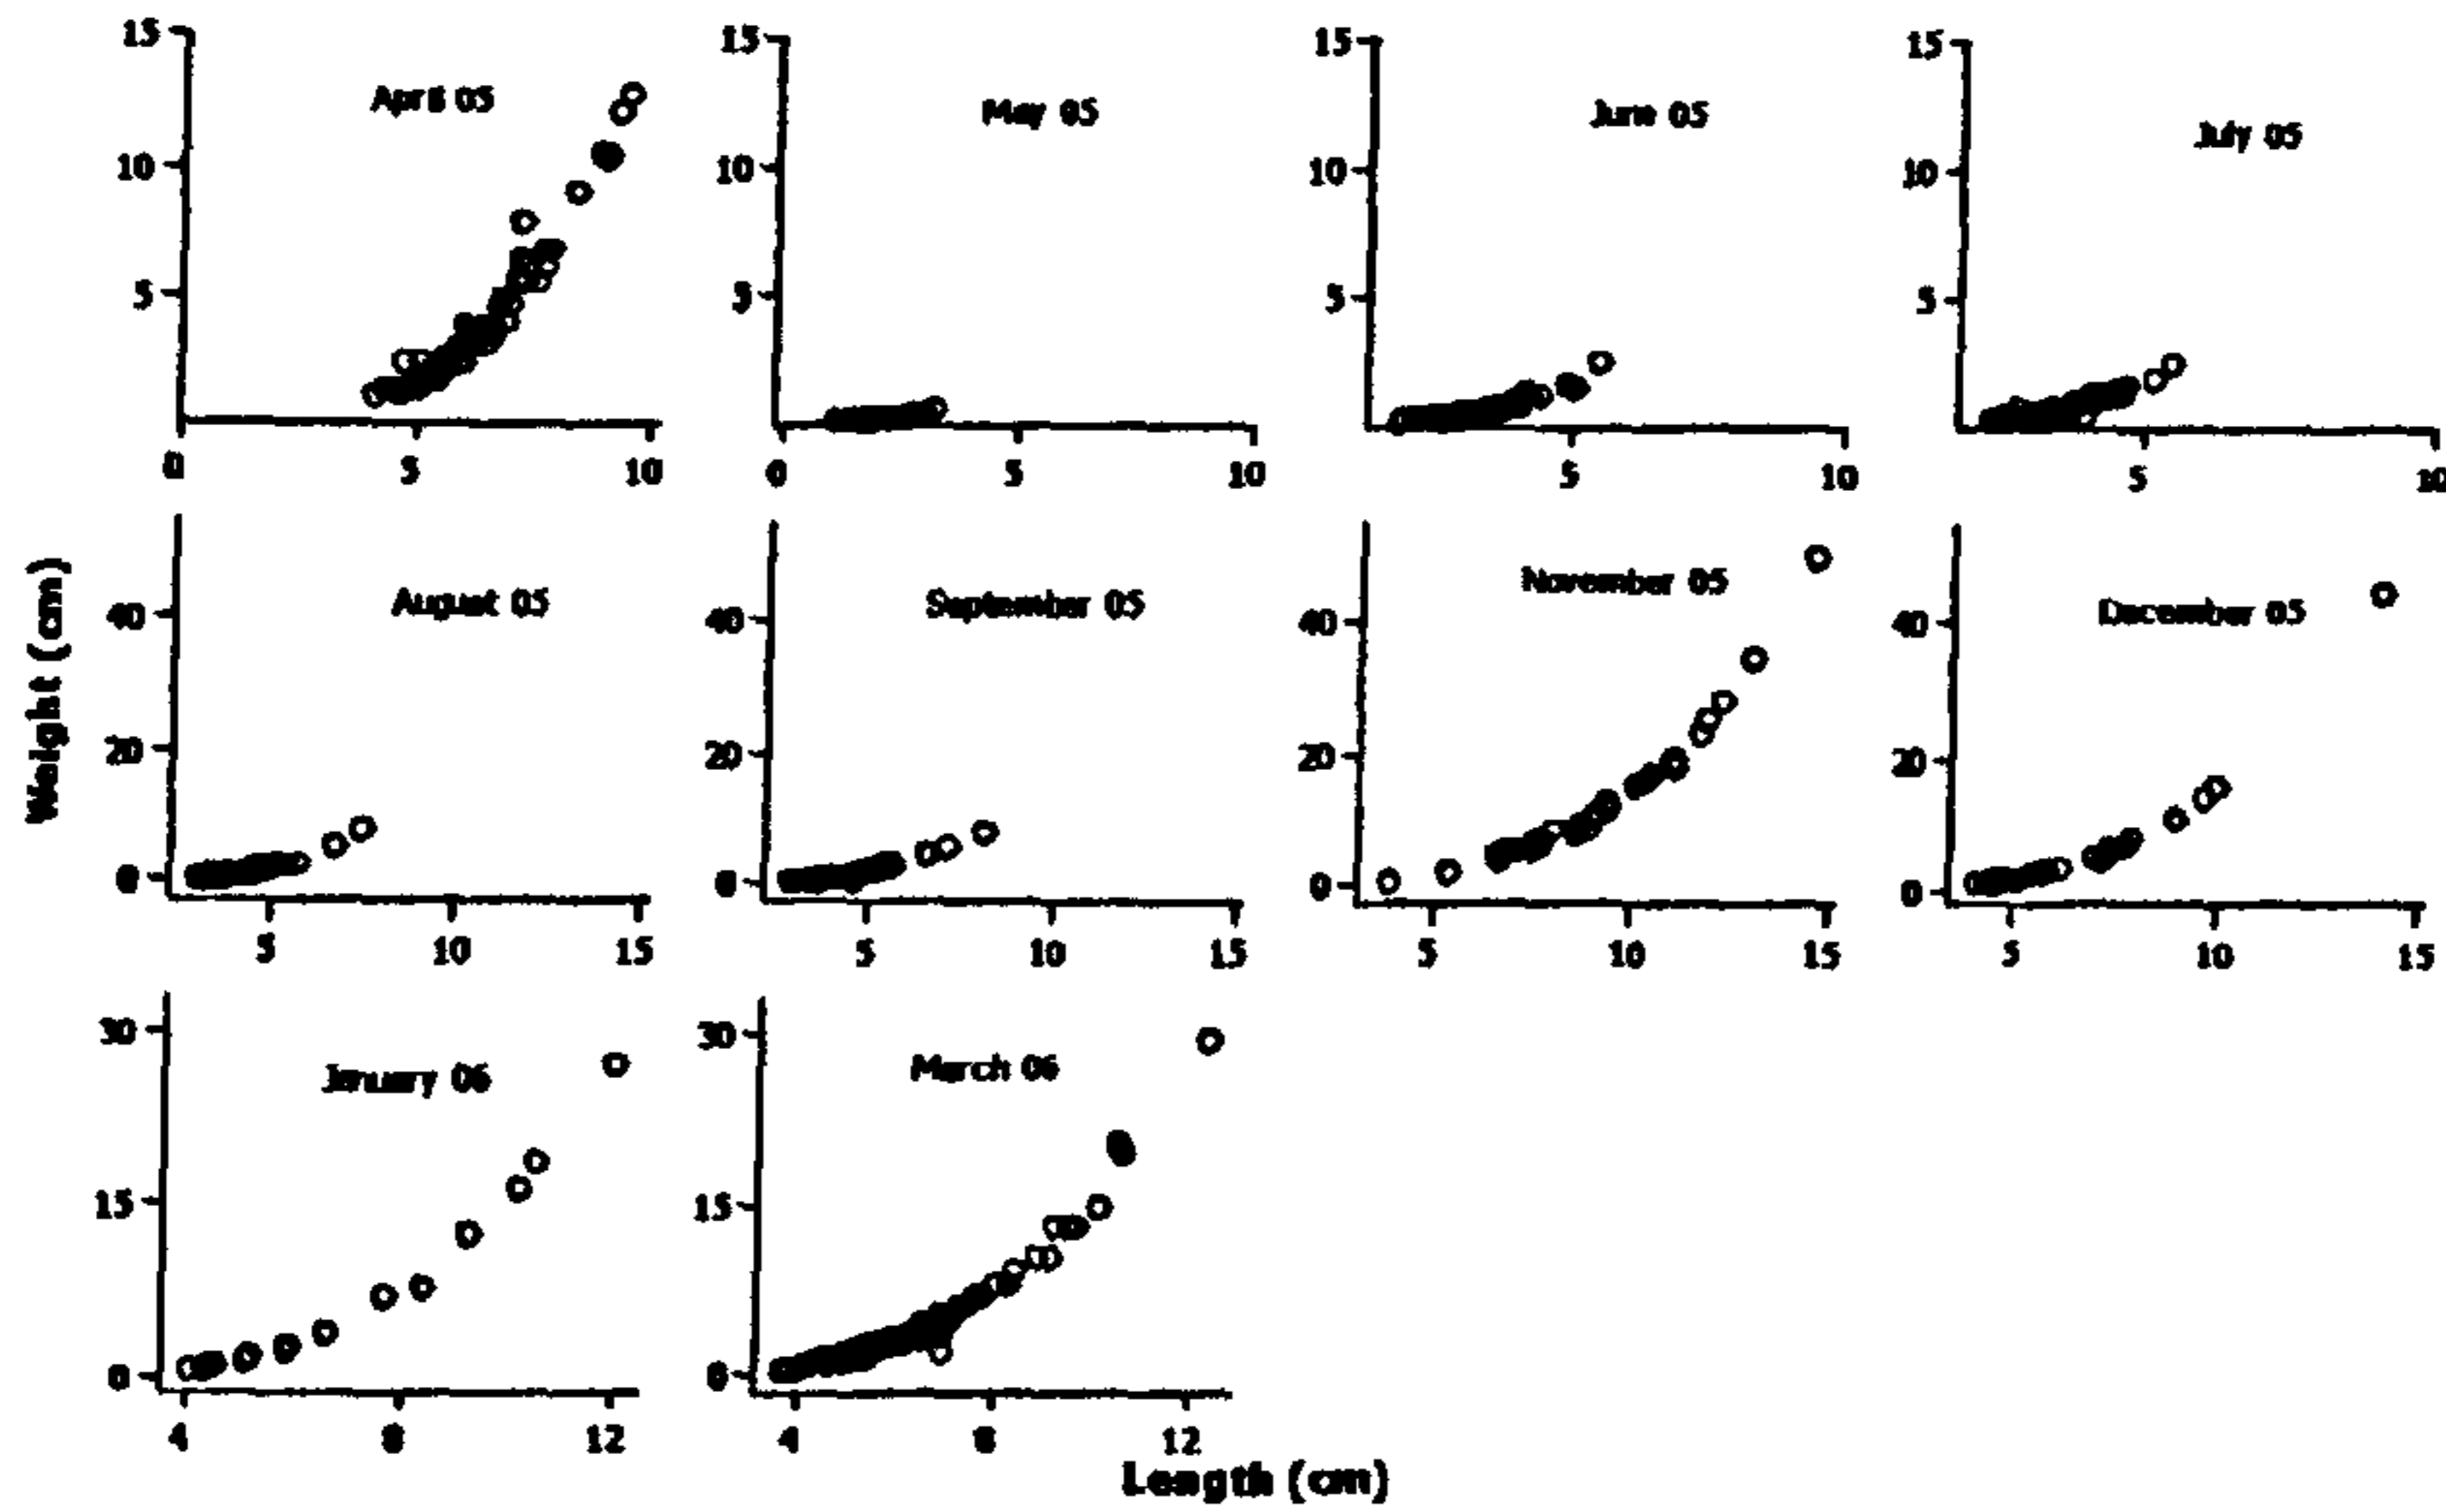 15 15 15 15
April 05 May 05 June 05 July 05
10 10 10 10
5 5 5 5
0 5 10 0 5 10 5 10 5 10
Weight (cm)
August 05 September 05 November 05 December 05
40 40 40 40
20 20 20 20
0 0 0 0
5 10 15 5 10 15 5 10 15 5 10 15
30 30
January 06 March 06
15 15
0 0
4 8 12 4 8 12
Length (cm)